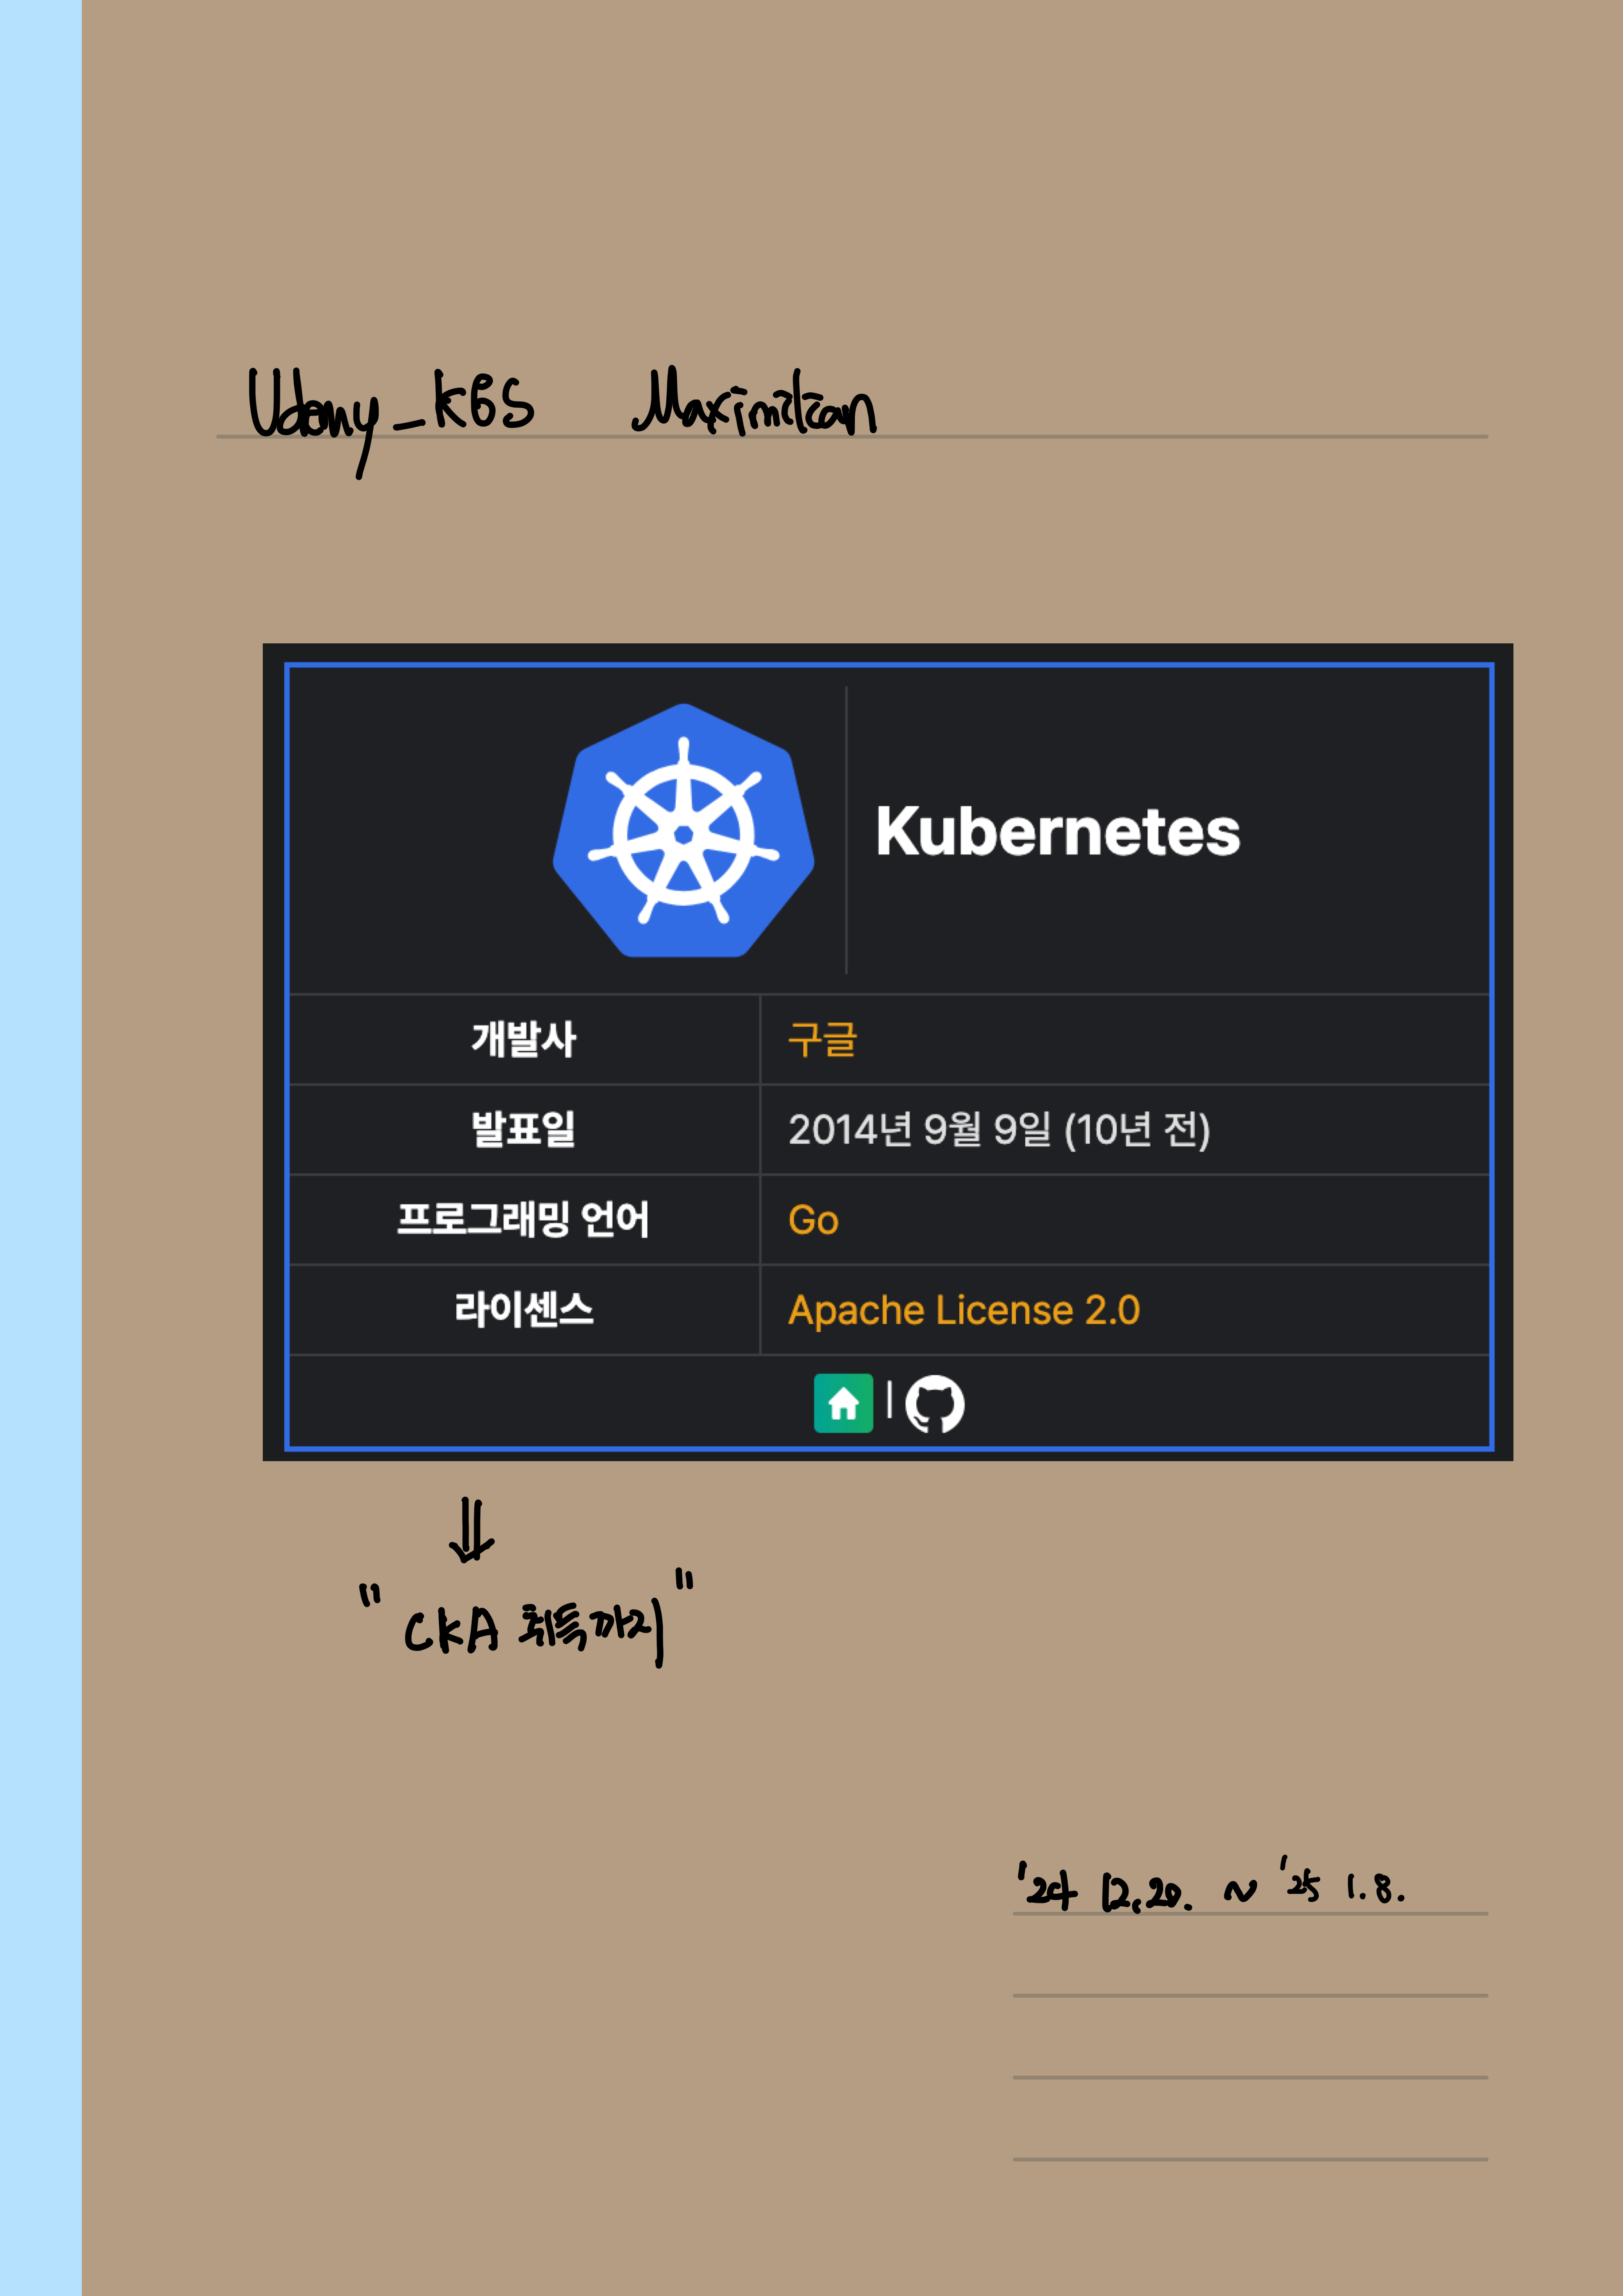 Udemy_K8S Maximilian
Kubernetes
개발사 구글
발표일 2014년 9월 9일 (10년 전)
프로그래밍 언어 Go
라이센스 Apache License 2.0
"CKA 취득까지"
'24 12.20. ~ '25 1.8.